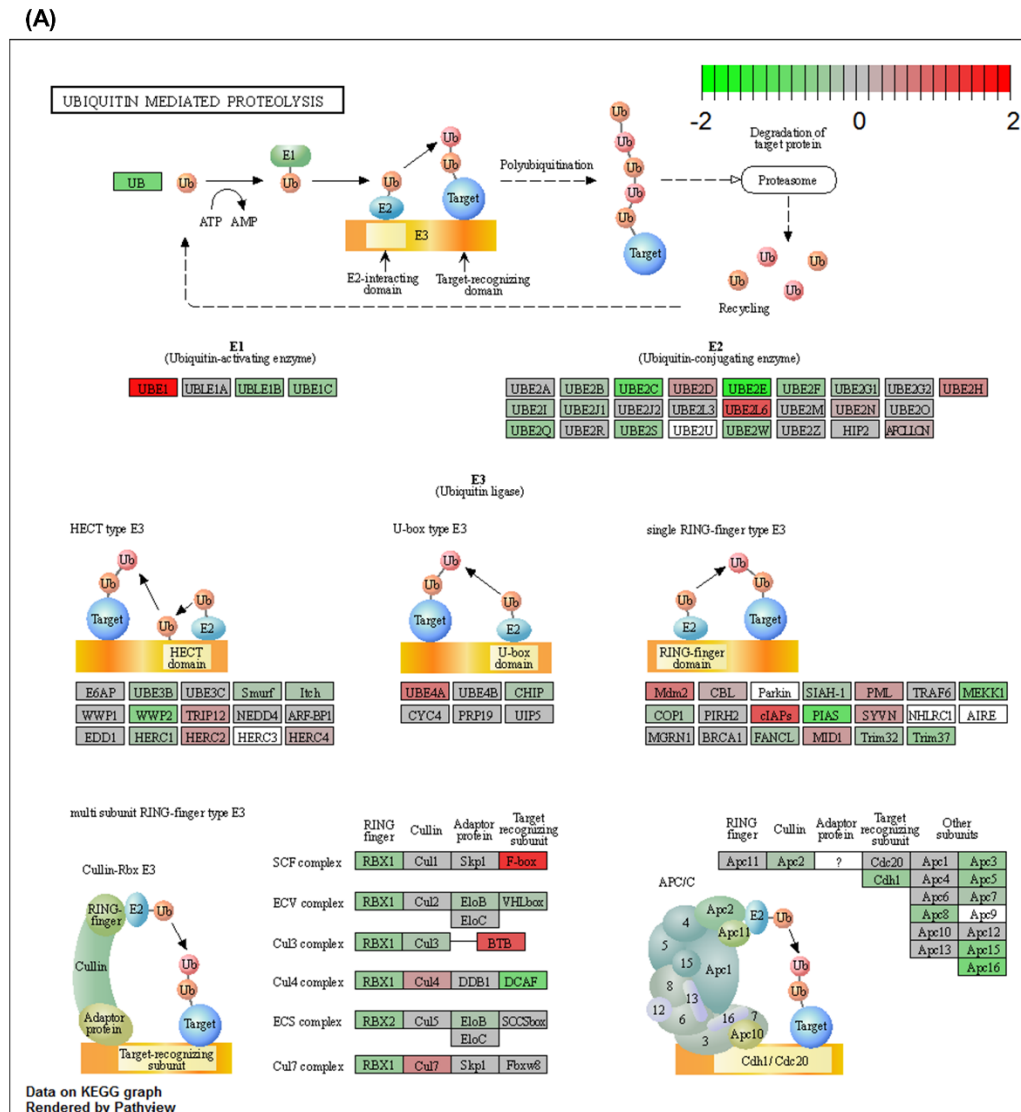 (A)
UBIQUITIN MEDIATED PROTEOLYSIS
-2 0 2
UB Ub ATP AMP
E1 Ub
Ub E2
Ub Ub Target
E3
E2-interacting domain
Target-recognizing domain
Polyubiquitination
Ub Ub Ub Ub Ub Target
Degradation of target protein
Proteasome
Ub Ub Ub Ub
Recycling
E1
(Ubiquitin-activating enzyme)
UBE1 UBLE1A UBLE1B UBE1C
E2
(Ubiquitin-conjugating enzyme)
UBE2A UBE2B UBE2C UBE2D UBE2E UBE2F UBE2G1 UBE2G2 UBE2H
UBE2I UBE2J1 UBE2J2 UBE2L3 UBE2L6 UBE2M UBE2N UBE2O
UBE2Q UBE2R UBE2S UBE2U UBE2W UBE2Z HIP2
E3
(Ubiquitin ligase)
HECT type E3
Ub Ub Target Ub Ub E2
HECT domain
E6AP UBE3B UBE3C Smurf Itch
WWP1 WWP2 TRIP12 NEDD4 ARF-BP1
EDD1 HERC1 HERC2 HERC3 HERC4
U-box type E3
Ub Ub Target Ub E2
U-box domain
UBE4A UBE4B CHIP
CYC4 PRP19 UIP5
single RING-finger type E3
Ub E2 Ub Ub Target
RING-finger domain
Mdm2 CBL Parkin SIAH-1 PML TRAF6 MEKK1
COP1 PIRH2 cIAPs PIAS SYVN NHLRC1 AIRE
MGRN1 BRCA1 FANCL MID1 Trim32 Trim37
multi subunit RING-finger type E3
Cullin-Rbx E3
RING-finger E2 Ub
Cullin
Ub Ub
Adaptor protein
Target
Target-recognizing subunit
RING finger Cullin Adaptor protein Target recognizing subunit
SCF complex RBX1 Cul1 Skp1 F-box
ECV complex RBX1 Cul2 EloB VHLbox
EloC
Cul3 complex RBX1 Cul3 BTB
Cul4 complex RBX1 Cul4 DDB1 DCAF
ECS complex RBX2 Cul5 EloB SOCSbox
EloC
Cul7 complex RBX1 Cul7 Skp1 Fbxw8
RING finger Cullin Adaptor protein Target recognizing subunit Other subunits
Apc11 Apc2 ? Cdc20 Apc1 Apc3
Cdh1 Apc4 Apc5
Apc6 Apc7
Apc8 Apc9
Apc10 Apc12
Apc13 Apc15
Apc16
APC/C
4 Apc2 E2 Ub
5 Apc11
15 Apc1
8 13
12 6 16 7
3 Apc10
Ub Ub Target
Cdh1/Cdc20
Data on KEGG graph
Rendered by Pathview